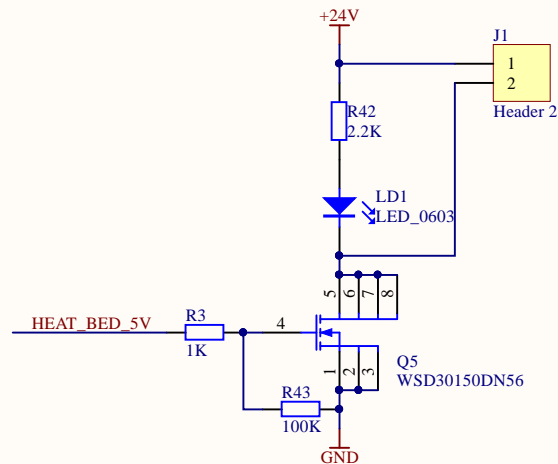 +24V
J1
1
2
Header 2
R42
2.2K
LD1
LED_0603
5
6
7
8
HEAT_BED_5V
R3
1K
4
1
2
3
Q5
WSD30150DN56
R43
100K
GND